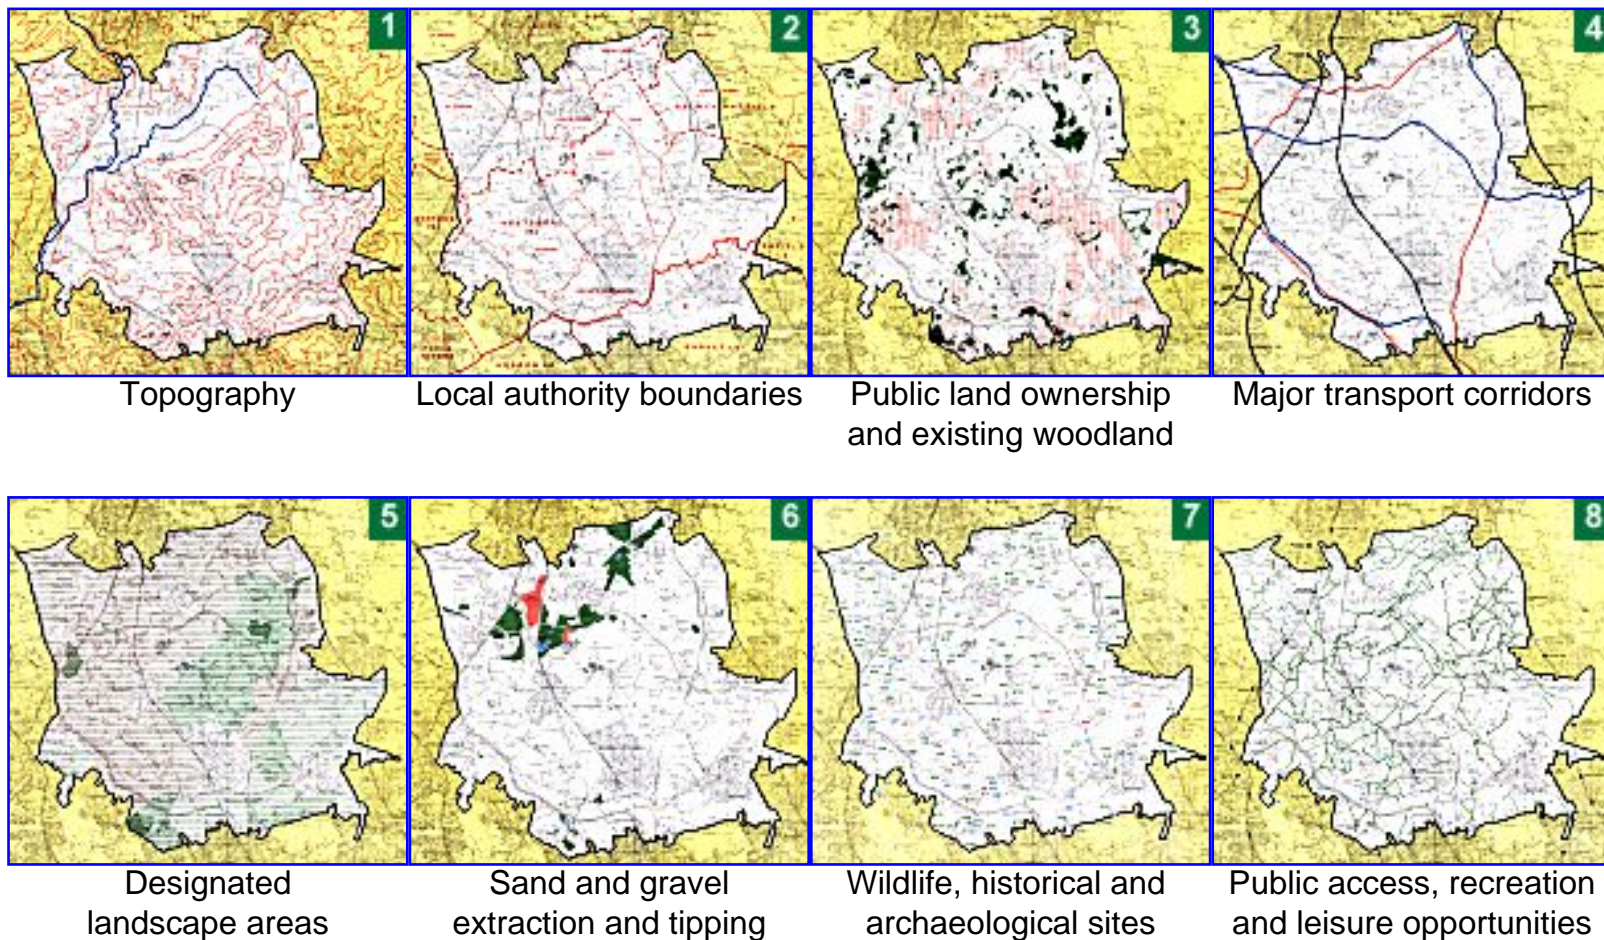 1
2
3
4
Topography
Local authority boundaries
Public land ownership
and existing woodland
Major transport corridors
5
6
7
8
Designated
landscape areas
Sand and gravel
extraction and tipping
Wildlife, historical and
archaeological sites
Public access, recreation
and leisure opportunities